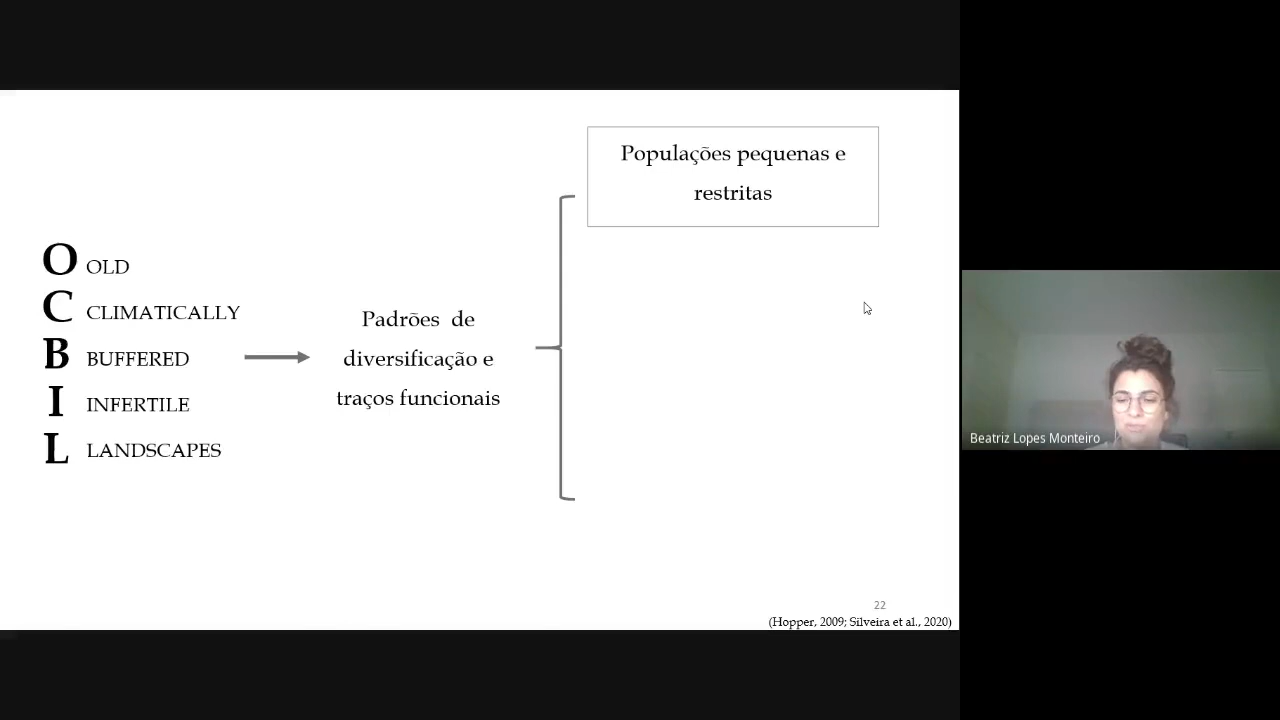 Populações pequenas e
restritas
O OLD
C CLIMATICALLY
B BUFFERED
I INFERTILE
L LANDSCAPES
Padrões de
diversificação e
traços funcionais
22
(Hopper, 2009; Silveira et al., 2020)
Beatriz Lopes Monteiro